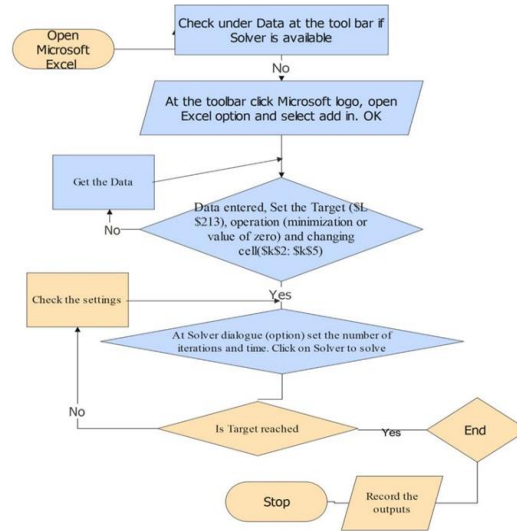 Open
Microsoft
Excel
Check under Data at the tool bar if
Solver is available
No
At the toolbar click Microsoft logo, open
Excel option and select add in. OK
Get the Data
Data entered, Set the Target ($L
$213), operation (minimization or
value of zero) and changing
cell($k$2: $k$5)
No
Yes
Check the settings
At Solver dialogue (option) set the number of
iterations and time. Click on Solver to solve
No
Is Target reached
Yes
End
Record the
outputs
Stop